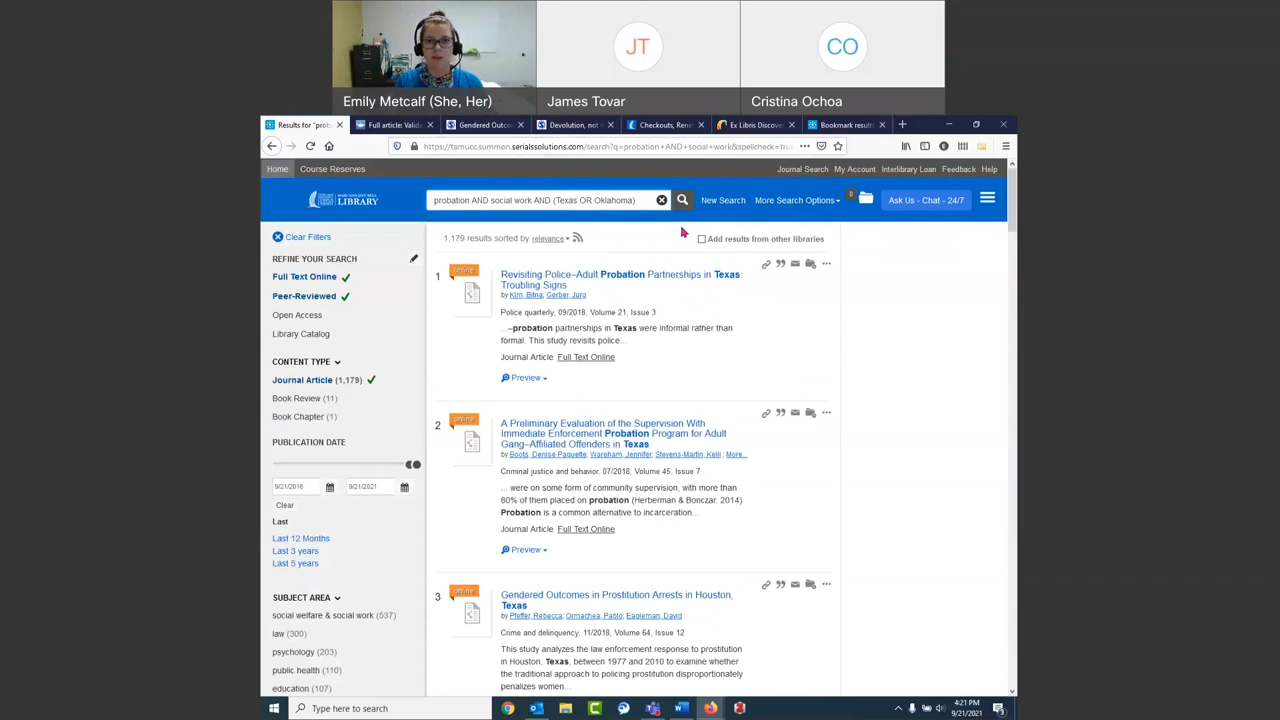 JT
CO
Emily Metcalf (She, Her)
James Tovar
Cristina Ochoa
Results for "prob
Full article: Valid
Gendered Outcom
Devolution, not
Checkouts, Rene
Ex Libris Discove
Bookmark result
https://tamucc.summon.serialssolutions.com/search?q=probation+AND+social+work&spellcheck=true
Home
Course Reserves
Journal Search
My Account
Interlibrary Loan
Feedback
Help
MARY AND JEFF BELL
LIBRARY
probation AND social work AND (Texas OR Oklahoma)
New Search
More Search Options
0
Ask Us - Chat - 24/7
Clear Filters
REFINE YOUR SEARCH
Full Text Online
Peer-Reviewed
Open Access
Library Catalog
CONTENT TYPE
Journal Article (1,179)
Book Review (11)
Book Chapter (1)
PUBLICATION DATE
9/21/2016
9/21/2021
Clear
Last
Last 12 Months
Last 3 years
Last 5 years
SUBJECT AREA
social welfare & social work (537)
law (300)
psychology (203)
public health (110)
education (107)
1,179 results sorted by relevance
Add results from other libraries
1
online
Revisiting Police–Adult Probation Partnerships in Texas:
Troubling Signs
by Kim, Bitna; Gerber, Jurg
Police quarterly, 09/2018, Volume 21, Issue 3
...–probation partnerships in Texas were informal rather than
formal. This study revisits police...
Journal Article Full Text Online
Preview
2
online
A Preliminary Evaluation of the Supervision With
Immediate Enforcement Probation Program for Adult
Gang–Affiliated Offenders in Texas
by Boots, Denise Paquette; Wareham, Jennifer; Stevens-Martin, Kelli; More...
Criminal justice and behavior, 07/2018, Volume 45, Issue 7
... were on some form of community supervision, with more than
80% of them placed on probation (Herberman & Bonczar, 2014)
Probation is a common alternative to incarceration...
Journal Article Full Text Online
Preview
3
online
Gendered Outcomes in Prostitution Arrests in Houston,
Texas
by Pfeffer, Rebecca; Ormachea, Pablo; Eagleman, David
Crime and delinquency, 11/2018, Volume 64, Issue 12
This study analyzes the law enforcement response to prostitution
in Houston, Texas, between 1977 and 2010 to examine whether
the traditional approach to policing prostitution disproportionately
penalizes women...
Type here to search
4:21 PM
9/21/2021